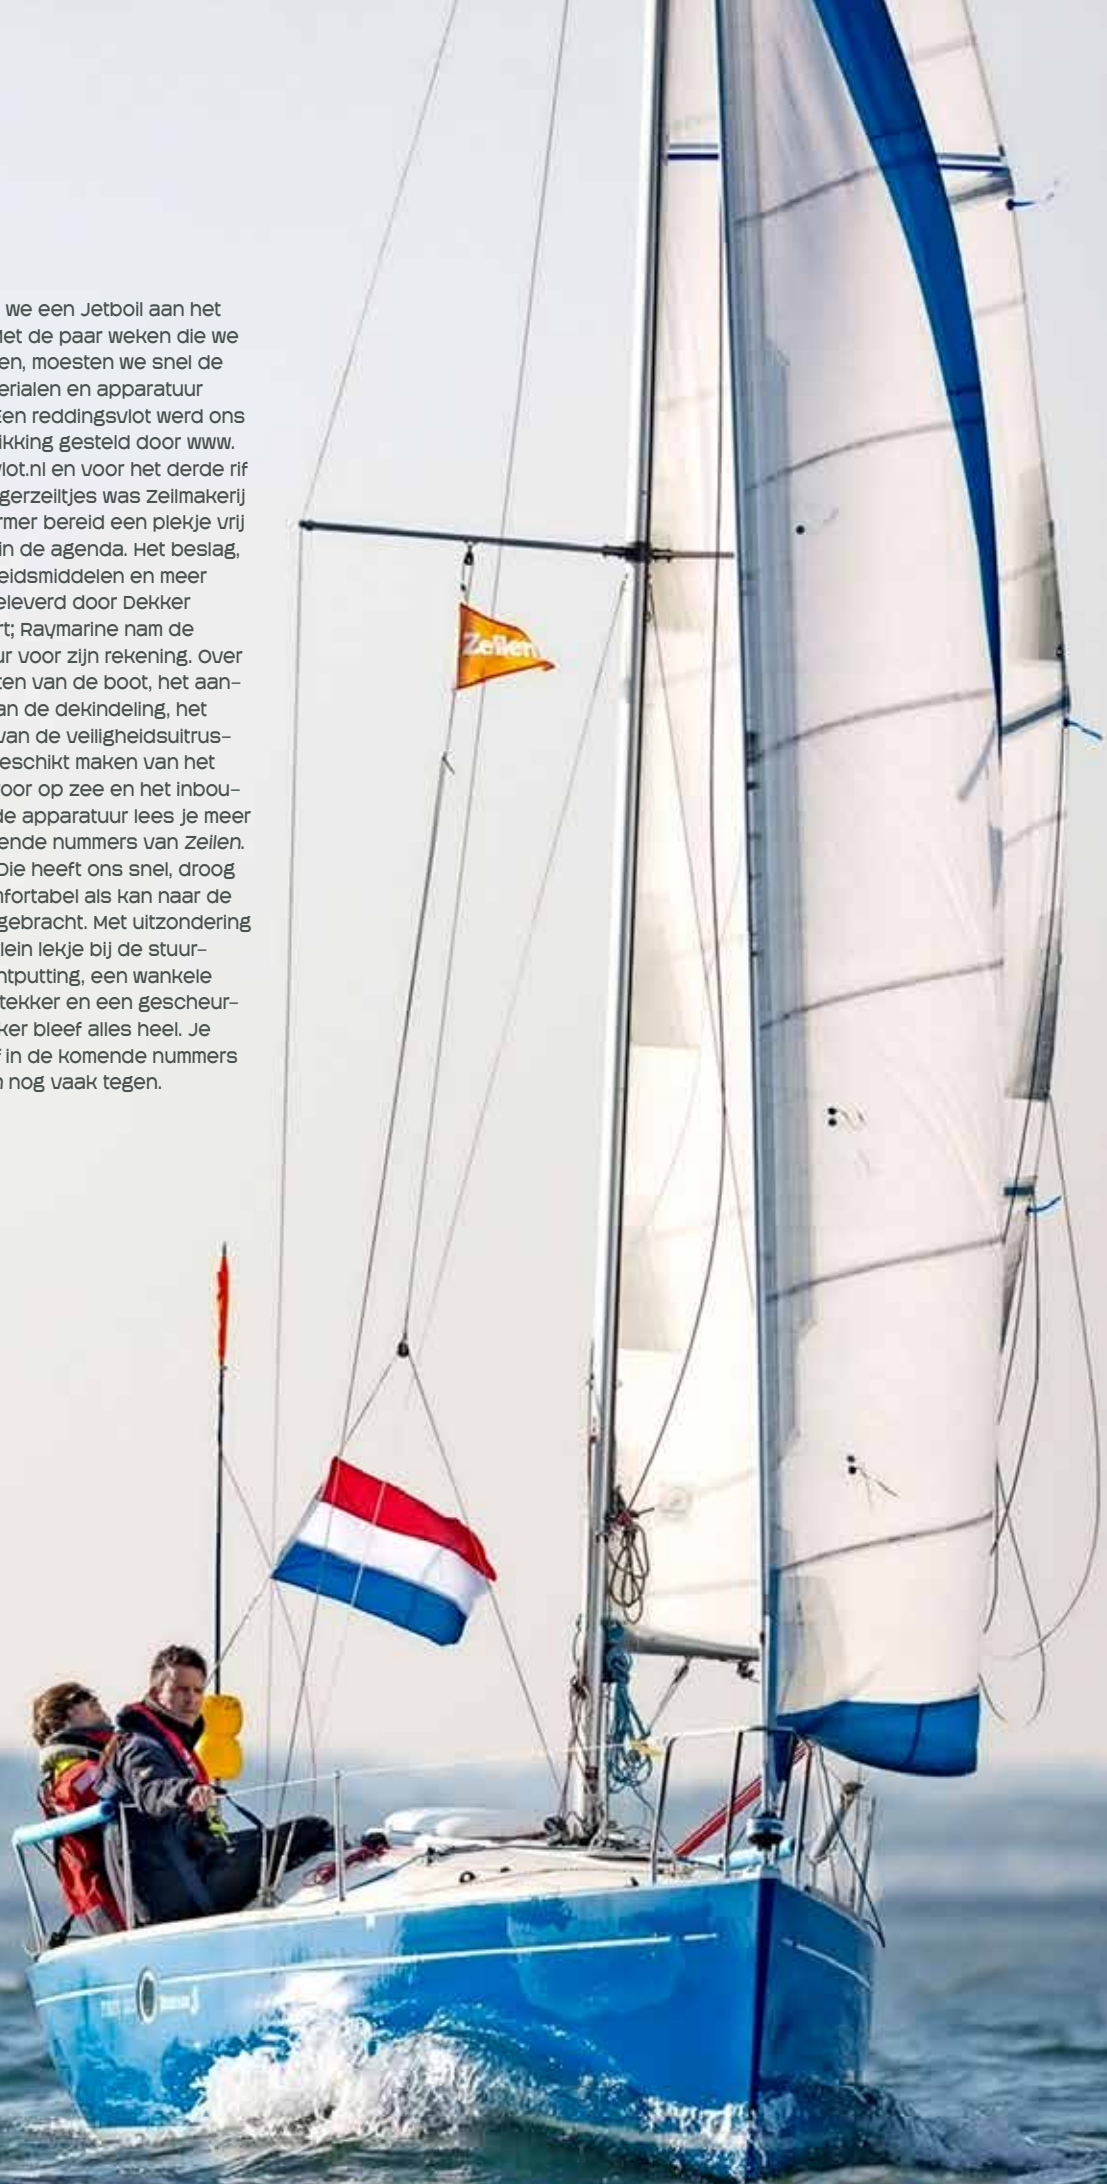 we een Jetboil aan het
et de paar weken die we
en, moesten we snel de
erialen en apparatuur
Een reddingsvlot werd ons
ikking gesteld door www.
lot.nl en voor het derde rif
gerzeiltjes was Zeilmakerij
rmer bereid een plekje vrij
in de agenda. Het beslag,
eidsmiddelen en meer
eleverd door Dekker
rt; Raymarine nam de
ur voor zijn rekening. Over
ten van de boot, het aan-
an de dekindeling, het
van de veiligheidsuitrus-
eschikt maken van het
oor op zee en het inbou-
de apparatuur lees je meer
ende nummers van Zeilen.
Die heeft ons snel, droog
nfortabel als kan naar de
gebracht. Met uitzondering
lein lekje bij de stuur-
ntputting, een wankele
tekker en een gescheur-
ker bleef alles heel. Je
in de komende nummers
n nog vaak tegen.
Zeilen